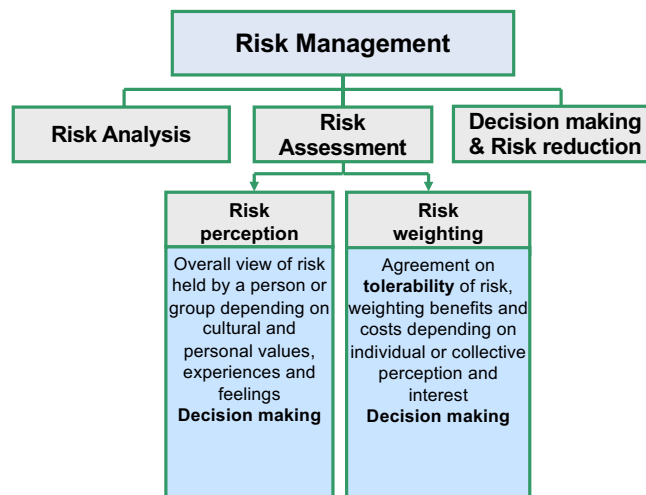 Risk Management
Risk Analysis
Risk
Assessment
Decision making
& Risk reduction
Risk
perception
Overall view of risk
held by a person or
group depending on
cultural and
personal values,
experiences and
feelings
Decision making
Risk
weighting
Agreement on
tolerability of risk,
weighting benefits and
costs depending on
individual or collective
perception and
interest
Decision making